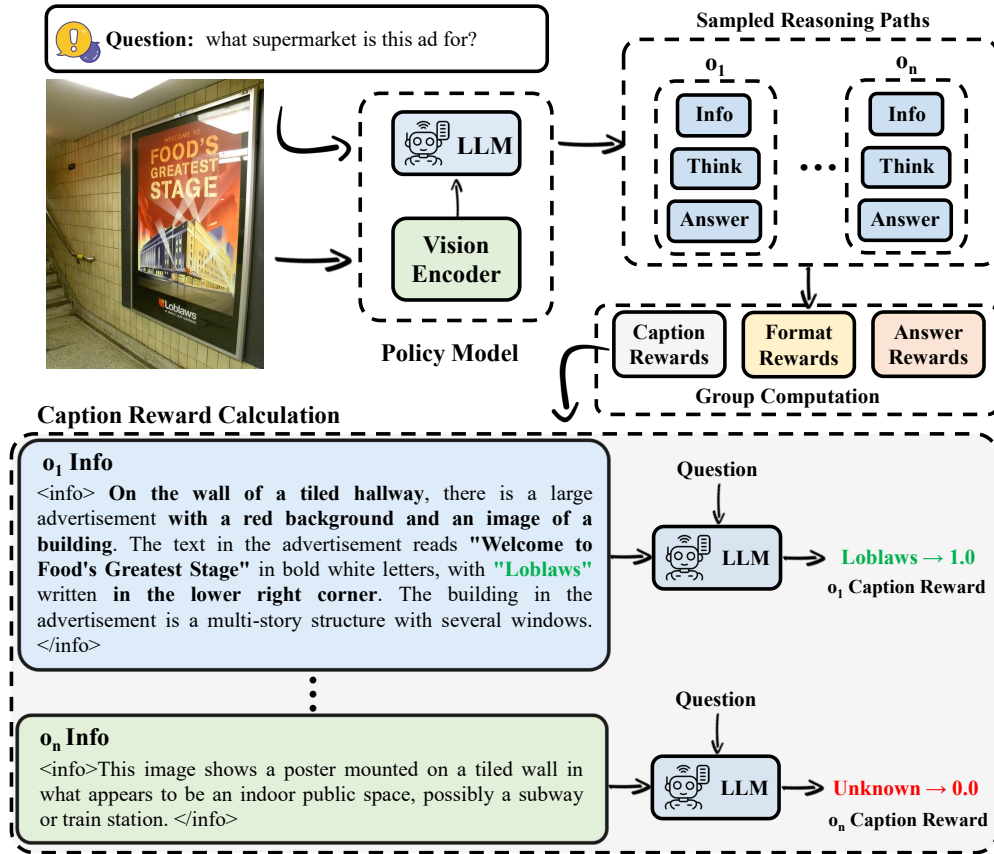 Question: what supermarket is this ad for?
Sampled Reasoning Paths
WELCOME TO
FOOD'S
GREATEST
STAGE
Loblaws
LLM
Vision
Encoder
Policy Model
o1
Info
Think
Answer
...
on
Info
Think
Answer
Caption
Rewards
Format
Rewards
Answer
Rewards
Group Computation
Caption Reward Calculation
o1 Info
<info> On the wall of a tiled hallway, there is a large
advertisement with a red background and an image of a
building. The text in the advertisement reads "Welcome to
Food's Greatest Stage" in bold white letters, with "Loblaws"
written in the lower right corner. The building in the
advertisement is a multi-story structure with several windows.
</info>
Question
LLM
Loblaws → 1.0
o1 Caption Reward
on Info
<info>This image shows a poster mounted on a tiled wall in
what appears to be an indoor public space, possibly a subway
or train station. </info>
Question
LLM
Unknown → 0.0
on Caption Reward